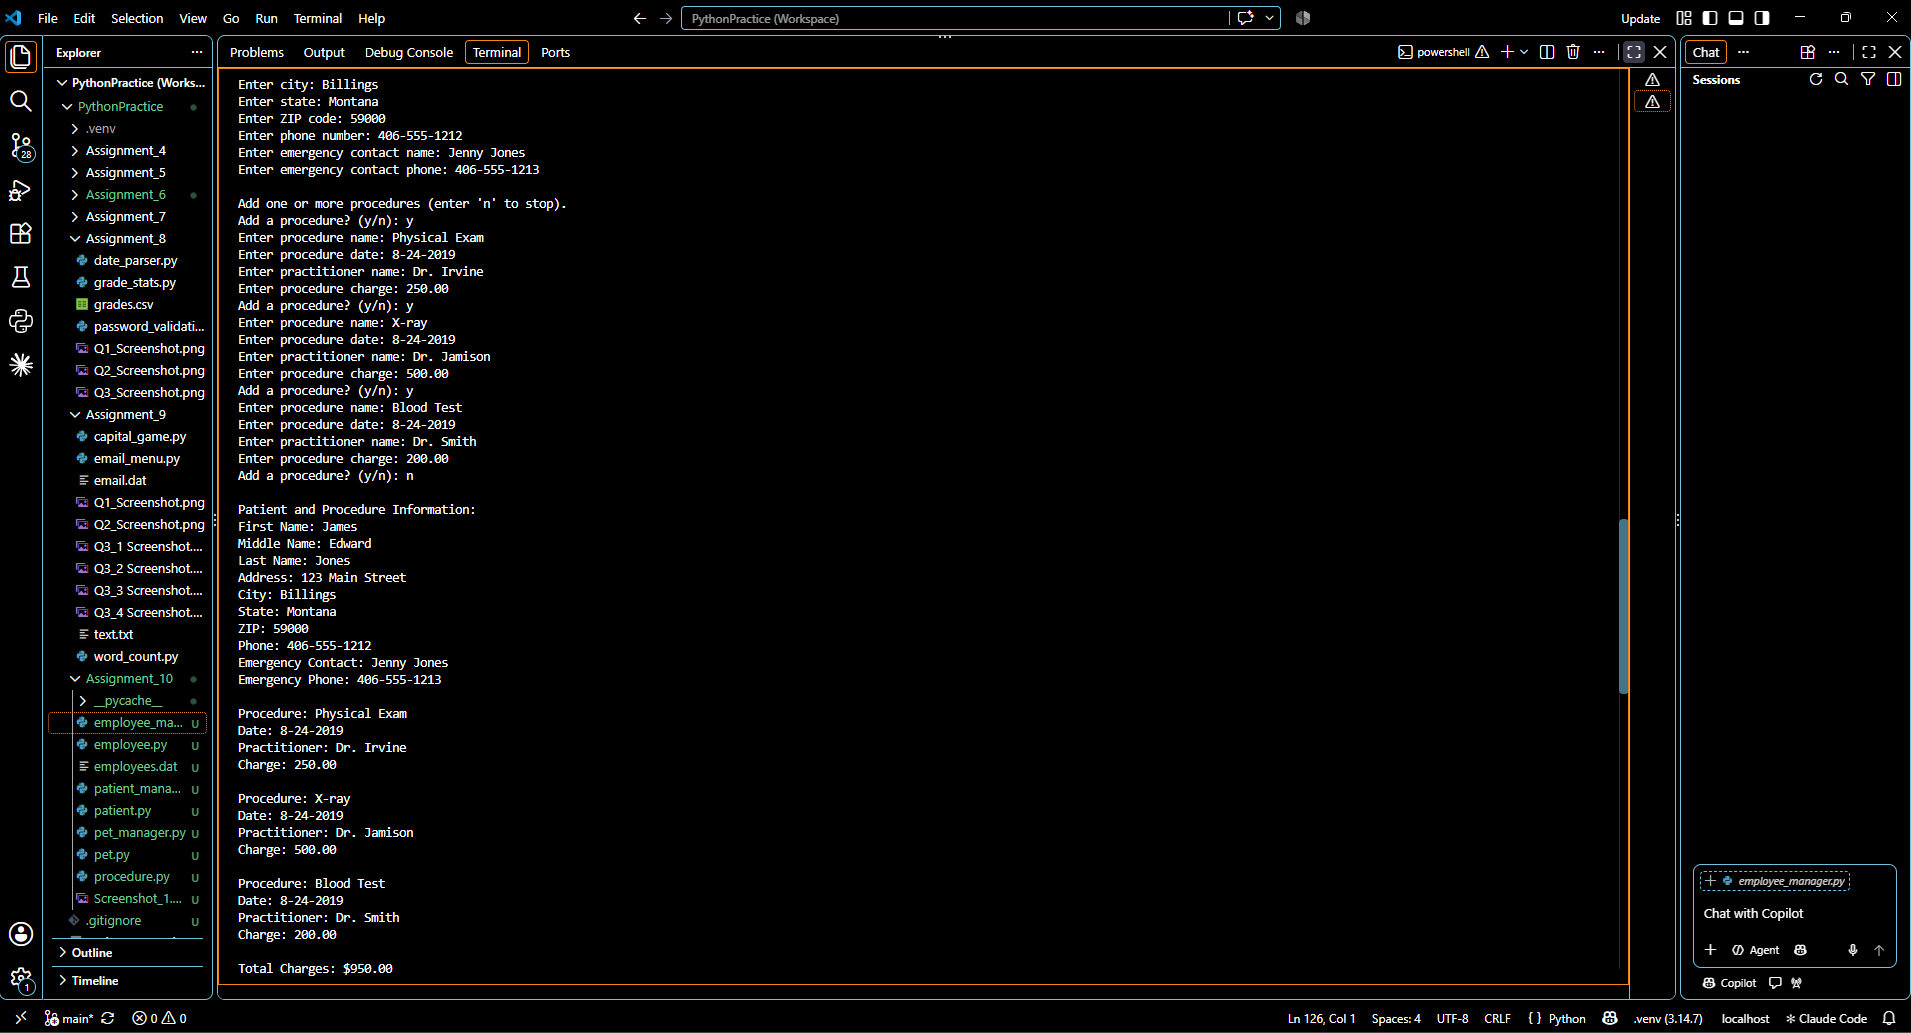 File Edit Selection View Go Run Terminal Help
PythonPractice (Workspace)
Update
Explorer
PythonPractice (Works...
PythonPractice
.venv
Assignment_4
Assignment_5
Assignment_6
Assignment_7
Assignment_8
date_parser.py
grade_stats.py
grades.csv
password_validati...
Q1_Screenshot.png
Q2_Screenshot.png
Q3_Screenshot.png
Assignment_9
capital_game.py
email_menu.py
email.dat
Q1_Screenshot.png
Q2_Screenshot.png
Q3_1 Screenshot....
Q3_2 Screenshot....
Q3_3 Screenshot....
Q3_4 Screenshot....
text.txt
word_count.py
Assignment_10
__pycache__
employee_ma... U
employee.py U
employees.dat U
patient_mana... U
patient.py U
pet_manager.py U
pet.py U
procedure.py U
Screenshot_1.... U
.gitignore U
Outline
Timeline
28
1
Problems Output Debug Console Terminal Ports
powershell
Enter city: Billings
Enter state: Montana
Enter ZIP code: 59000
Enter phone number: 406-555-1212
Enter emergency contact name: Jenny Jones
Enter emergency contact phone: 406-555-1213
Add one or more procedures (enter 'n' to stop).
Add a procedure? (y/n): y
Enter procedure name: Physical Exam
Enter procedure date: 8-24-2019
Enter practitioner name: Dr. Irvine
Enter procedure charge: 250.00
Add a procedure? (y/n): y
Enter procedure name: X-ray
Enter procedure date: 8-24-2019
Enter practitioner name: Dr. Jamison
Enter procedure charge: 500.00
Add a procedure? (y/n): y
Enter procedure name: Blood Test
Enter procedure date: 8-24-2019
Enter practitioner name: Dr. Smith
Enter procedure charge: 200.00
Add a procedure? (y/n): n
Patient and Procedure Information:
First Name: James
Middle Name: Edward
Last Name: Jones
Address: 123 Main Street
City: Billings
State: Montana
ZIP: 59000
Phone: 406-555-1212
Emergency Contact: Jenny Jones
Emergency Phone: 406-555-1213
Procedure: Physical Exam
Date: 8-24-2019
Practitioner: Dr. Irvine
Charge: 250.00
Procedure: X-ray
Date: 8-24-2019
Practitioner: Dr. Jamison
Charge: 500.00
Procedure: Blood Test
Date: 8-24-2019
Practitioner: Dr. Smith
Charge: 200.00
Total Charges: $950.00
Chat
Sessions
employee_manager.py
Chat with Copilot
Agent
Copilot
main* 0 0
Ln 126, Col 1 Spaces: 4 UTF-8 CRLF { } Python .venv (3.14.7) localhost Claude Code